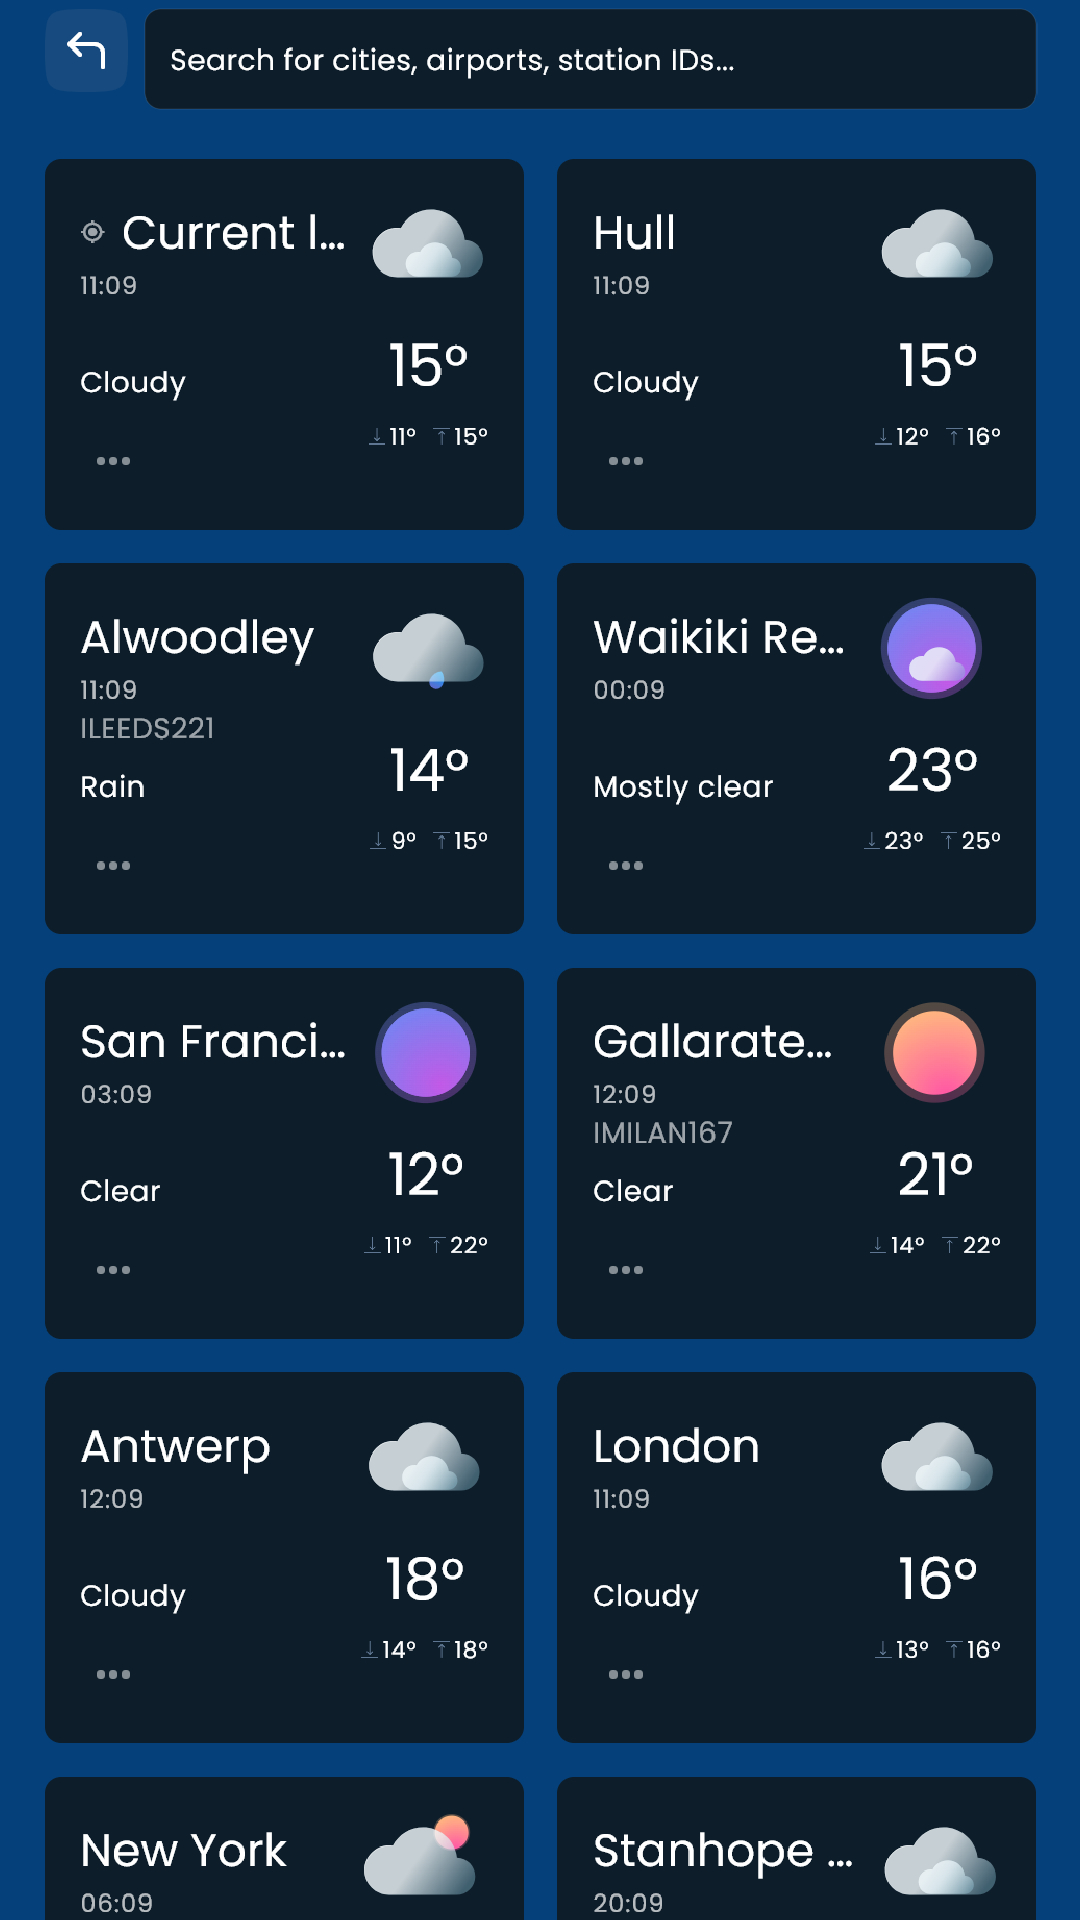 Search for cities, airports, station IDs...
Current l...
11:09
Cloudy
15°
11° 15°
Hull
11:09
Cloudy
15°
12° 16°
Alwoodley
11:09
ILEEDS221
Rain
14°
9° 15°
Waikiki Re...
00:09
Mostly clear
23°
23° 25°
San Franci...
03:09
Clear
12°
11° 22°
Gallarate...
12:09
IMILAN167
Clear
21°
14° 22°
Antwerp
12:09
Cloudy
18°
14° 18°
London
11:09
Cloudy
16°
13° 16°
New York
06:09
Stanhope ...
20:09